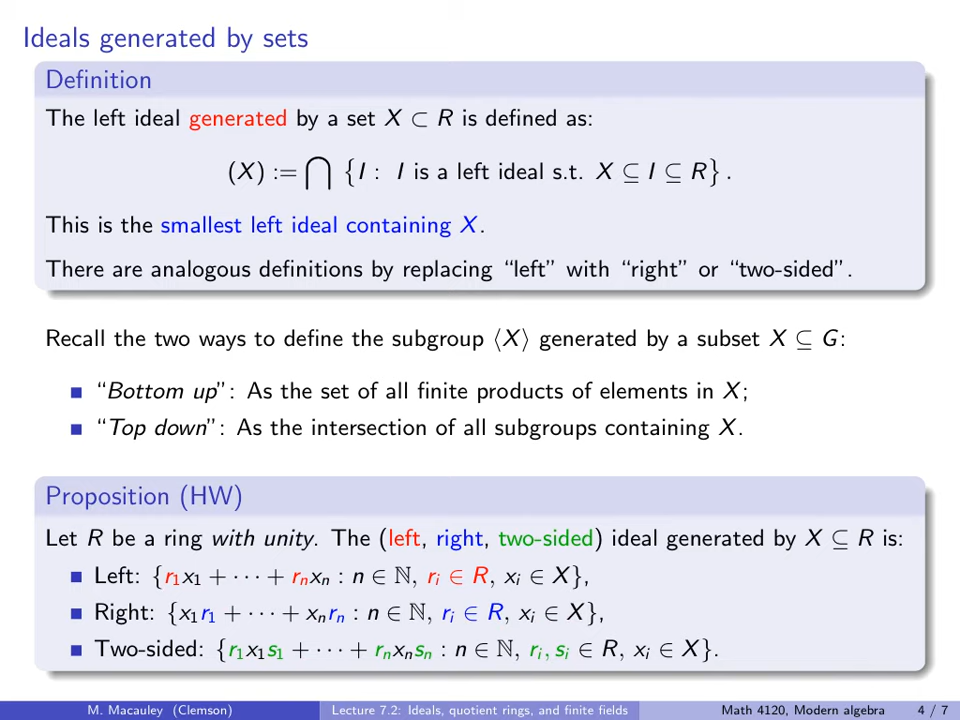 Ideals generated by sets
Definition
The left ideal generated by a set X ⊂ R is defined as:
(X) := ⋂ {I : I is a left ideal s.t. X ⊆ I ⊆ R} .
This is the smallest left ideal containing X.
There are analogous definitions by replacing “left” with “right” or “two-sided”.
Recall the two ways to define the subgroup ⟨X⟩ generated by a subset X ⊆ G:
“Bottom up”: As the set of all finite products of elements in X;
“Top down”: As the intersection of all subgroups containing X.
Proposition (HW)
Let R be a ring with unity. The (left, right, two-sided) ideal generated by X ⊆ R is:
Left: {r₁x₁ + · · · + rₙxₙ : n ∈ ℕ, rᵢ ∈ R, xᵢ ∈ X},
Right: {x₁r₁ + · · · + xₙrₙ : n ∈ ℕ, rᵢ ∈ R, xᵢ ∈ X},
Two-sided: {r₁x₁s₁ + · · · + rₙxₙsₙ : n ∈ ℕ, rᵢ, sᵢ ∈ R, xᵢ ∈ X}.
M. Macauley (Clemson) Lecture 7.2: Ideals, quotient rings, and finite fields Math 4120, Modern algebra 4 / 7